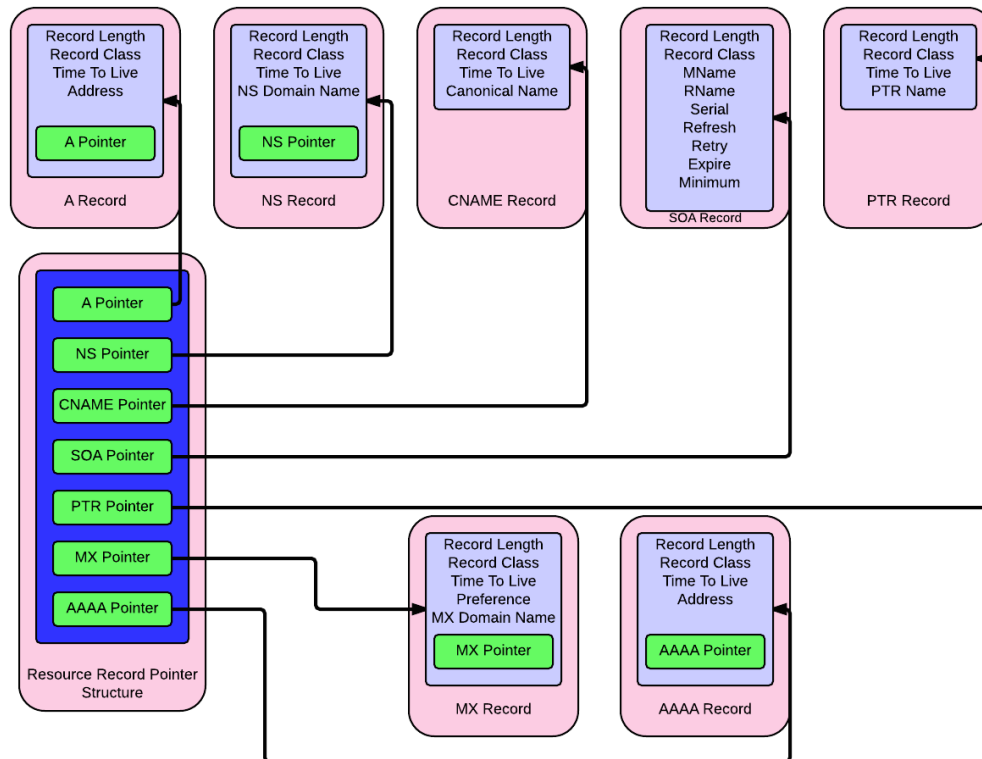 Record Length
Record Class
Time To Live
Address
A Pointer
A Record
Record Length
Record Class
Time To Live
NS Domain Name
NS Pointer
NS Record
Record Length
Record Class
Time To Live
Canonical Name
CNAME Record
Record Length
Record Class
MName
RName
Serial
Refresh
Retry
Expire
Minimum
SOA Record
Record Length
Record Class
Time To Live
PTR Name
PTR Record
A Pointer
NS Pointer
CNAME Pointer
SOA Pointer
PTR Pointer
MX Pointer
AAAA Pointer
Resource Record Pointer
Structure
Record Length
Record Class
Time To Live
Preference
MX Domain Name
MX Pointer
MX Record
Record Length
Record Class
Time To Live
Address
AAAA Pointer
AAAA Record